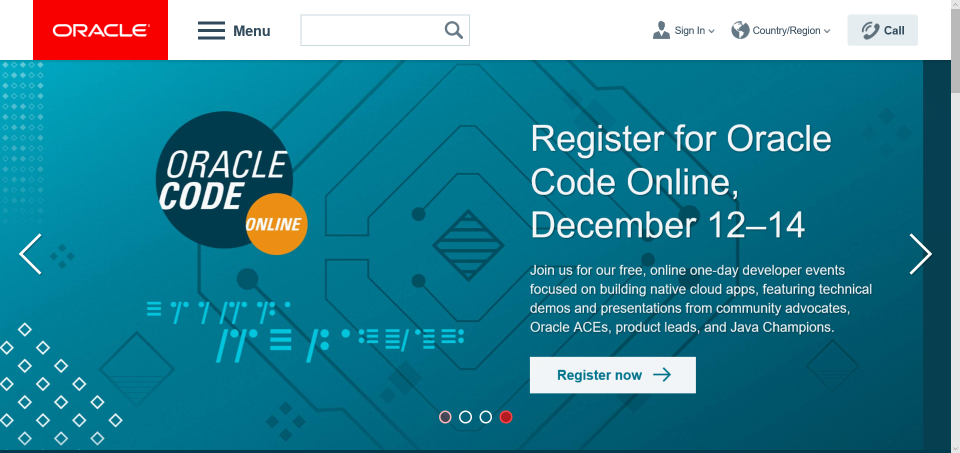 ORACLE
Menu
Sign In
Country/Region
Call
ORACLE
CODE
ONLINE
Register for Oracle
Code Online,
December 12–14
Join us for our free, online one-day developer events
focused on building native cloud apps, featuring technical
demos and presentations from community advocates,
Oracle ACEs, product leads, and Java Champions.
Register now